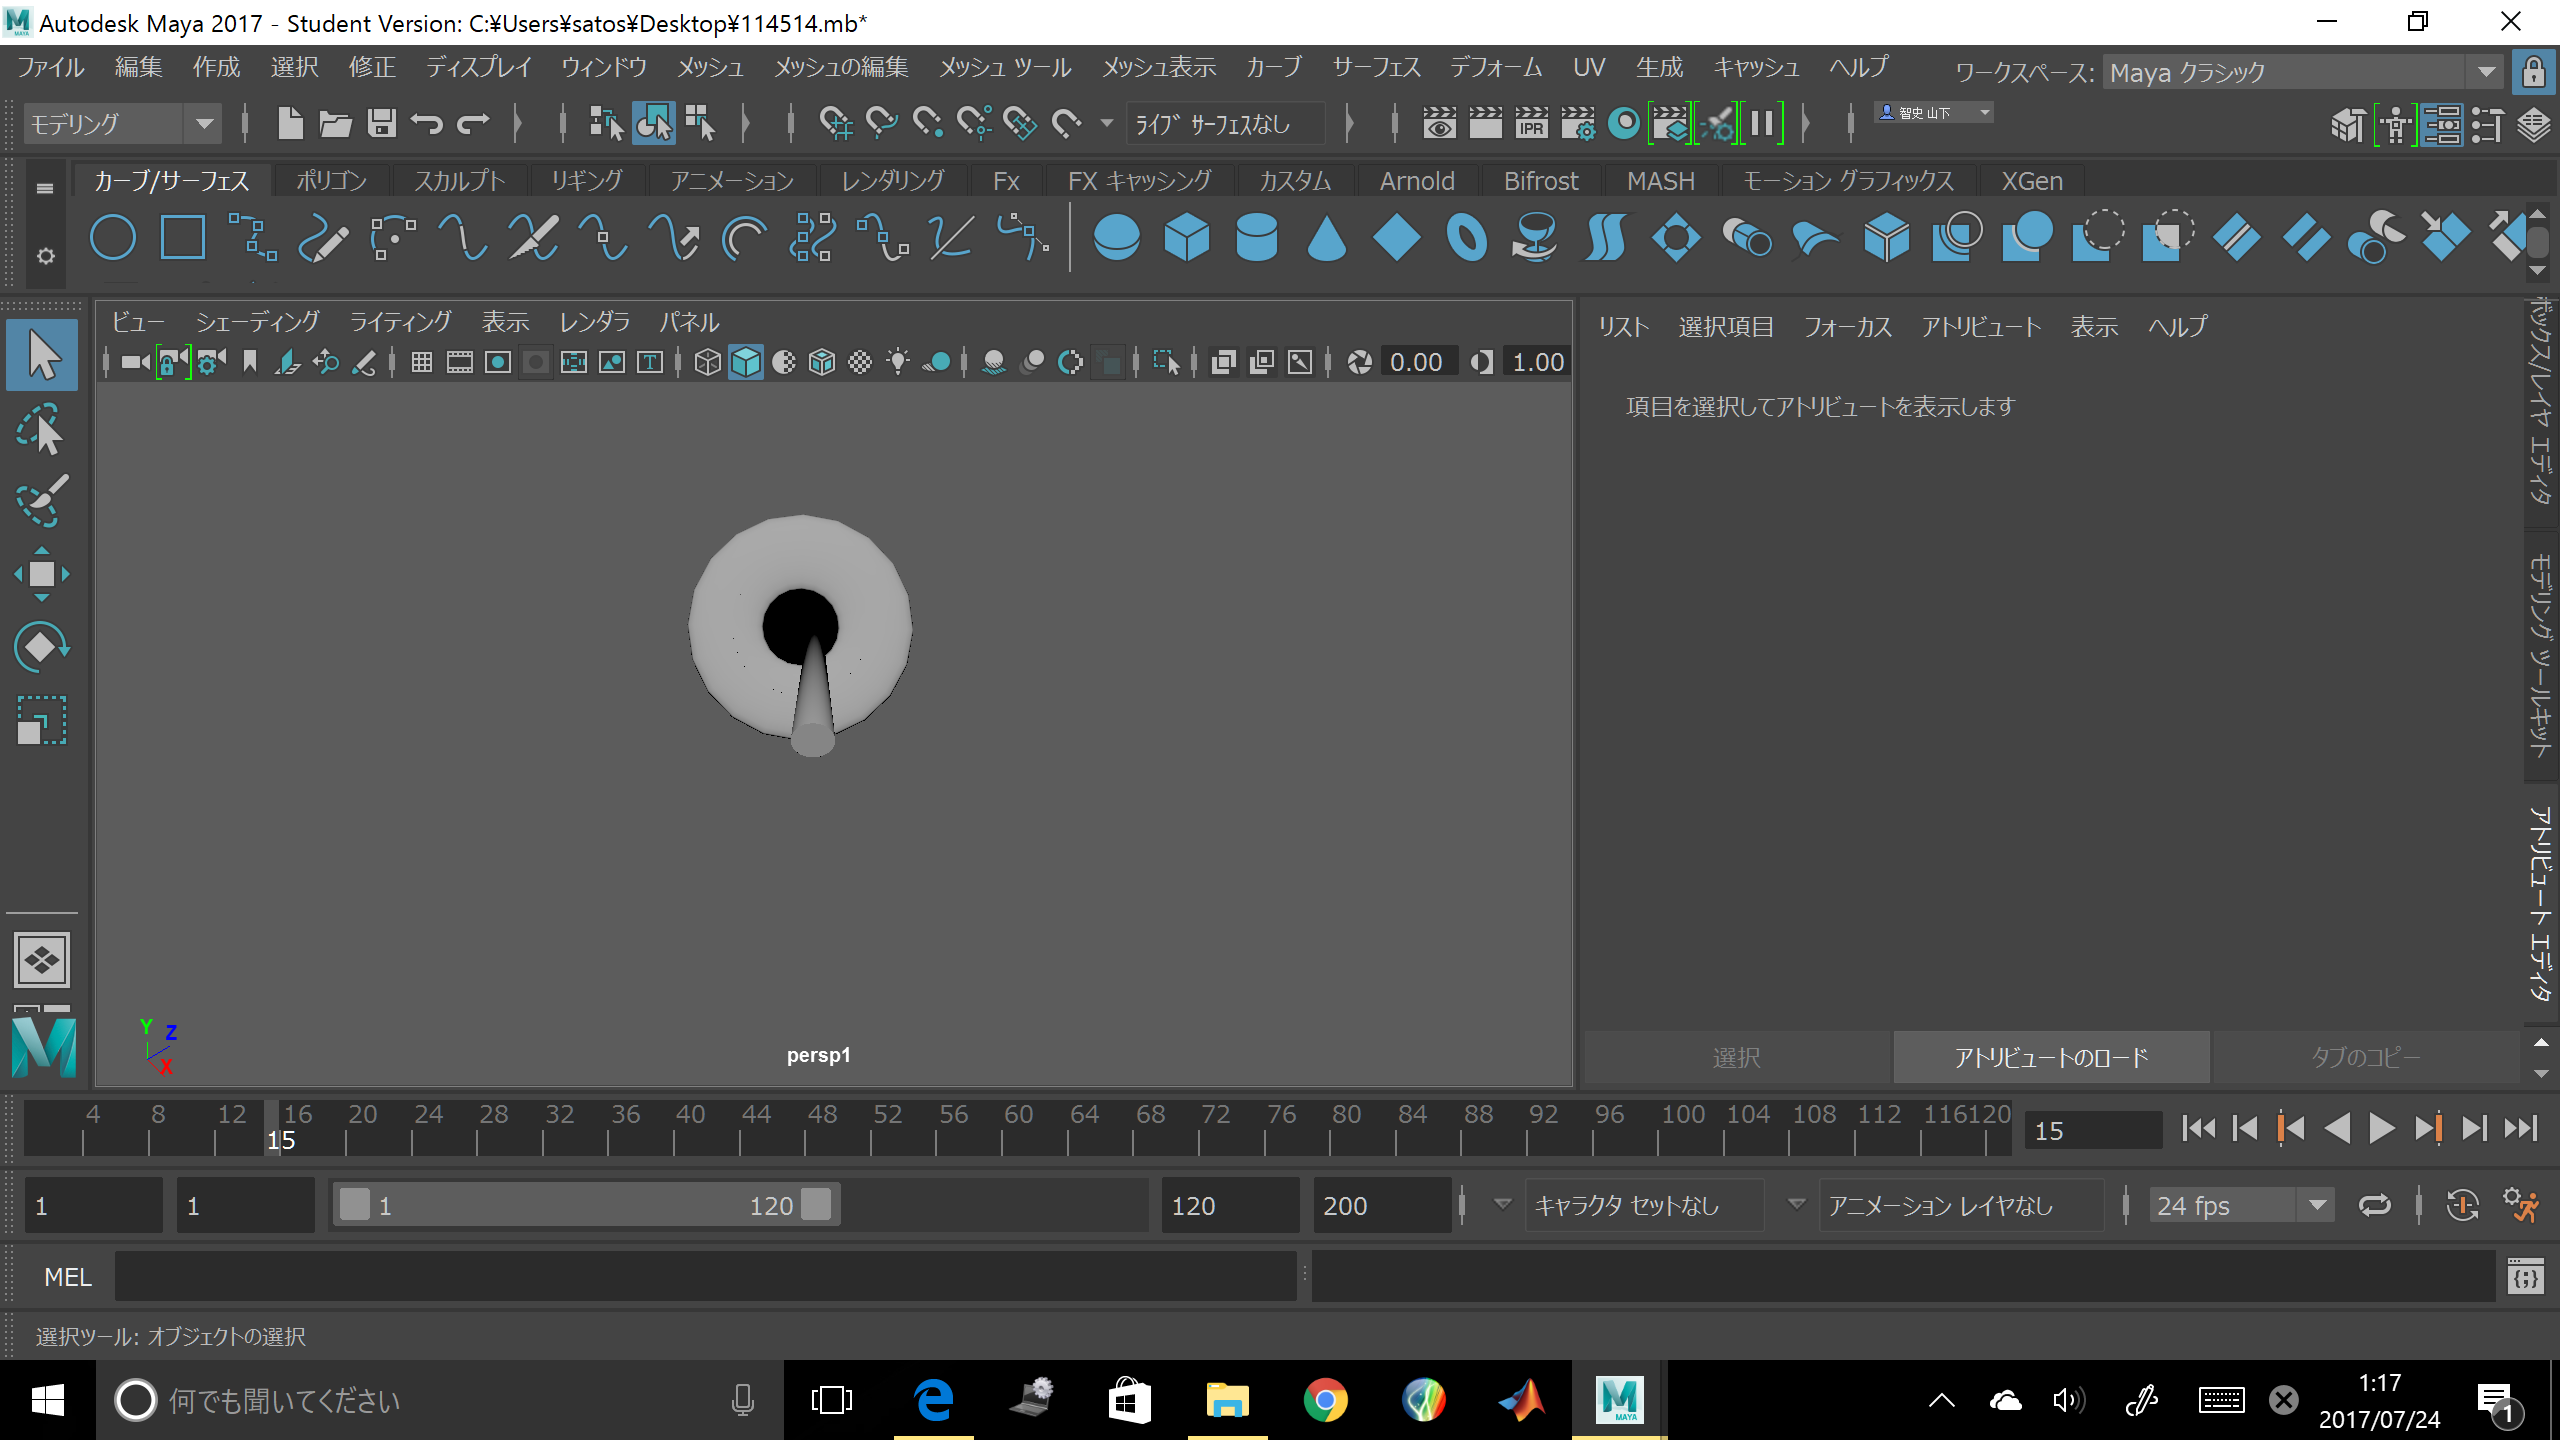 Autodesk Maya 2017 - Student Version: C:¥Users¥satos¥Desktop¥114514.mb*
ファイル 編集 作成 選択 修正 ディスプレイ ウィンドウ メッシュ メッシュの編集 メッシュ ツール メッシュ表示 カーブ サーフェス デフォーム UV 生成 キャッシュ ヘルプ ワークスペース: Maya クラシック
モデリング IPR ライブ サーフェスなし 智史 山下
カーブ/サーフェス ポリゴン スカルプト リギング アニメーション レンダリング Fx FX キャッシング カスタム Arnold Bifrost MASH モーション グラフィックス XGen
ビュー シェーディング ライティング 表示 レンダラ パネル
0.00 1.00
リスト 選択項目 フォーカス アトリビュート 表示 ヘルプ
項目を選択してアトリビュートを表示します
ボックス/レイヤ エディタ
モデリング ツールキット
アトリビュート エディタ
Y Z X
persp1
選択 アトリビュートのロード タブのコピー
4 8 12 16 20 24 28 32 36 40 44 48 52 56 60 64 68 72 76 80 84 88 92 96 100 104 108 112 116 120
15 15
1 1 1 120 120 200 キャラクタ セットなし アニメーション レイヤなし 24 fps
MEL
選択ツール: オブジェクトの選択
何でも聞いてください
MAYA
1:17
2017/07/24
1